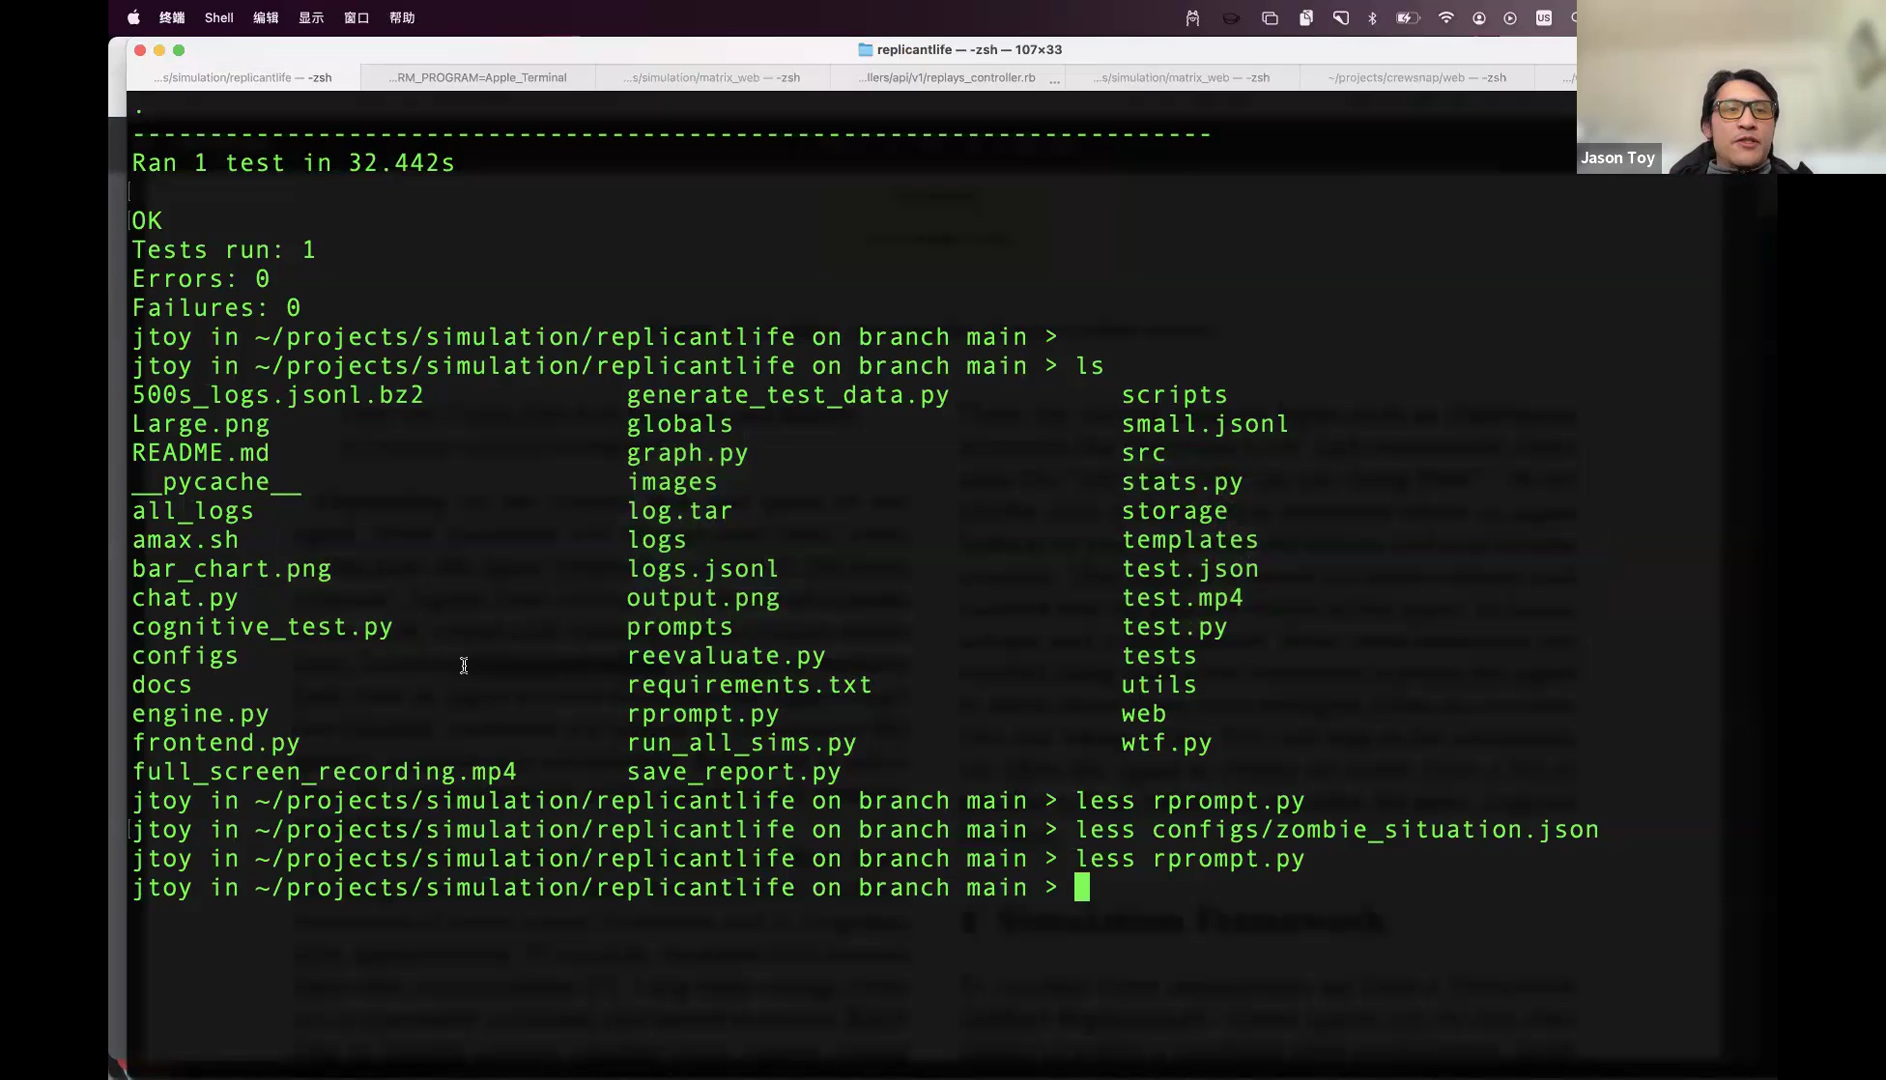 终端 Shell 编辑 显示 窗口 帮助 US
replicantlife — -zsh — 107×33
...s/simulation/replicantlife — -zsh ...RM_PROGRAM=Apple_Terminal ...s/simulation/matrix_web — -zsh ...llers/api/v1/replays_controller.rb ... ...s/simulation/matrix_web — -zsh ~/projects/crewsnap/web — -zsh
Jason Toy
.
----------------------------------------------------------------------
Ran 1 test in 32.442s
OK
Tests run: 1
Errors: 0
Failures: 0
jtoy in ~/projects/simulation/replicantlife on branch main >
jtoy in ~/projects/simulation/replicantlife on branch main > ls
500s_logs.jsonl.bz2 generate_test_data.py scripts
Large.png globals small.jsonl
README.md graph.py src
__pycache__ images stats.py
all_logs log.tar storage
amax.sh logs templates
bar_chart.png logs.jsonl test.json
chat.py output.png test.mp4
cognitive_test.py prompts test.py
configs reevaluate.py tests
docs requirements.txt utils
engine.py rprompt.py web
frontend.py run_all_sims.py wtf.py
full_screen_recording.mp4 save_report.py
jtoy in ~/projects/simulation/replicantlife on branch main > less rprompt.py
jtoy in ~/projects/simulation/replicantlife on branch main > less configs/zombie_situation.json
jtoy in ~/projects/simulation/replicantlife on branch main > less rprompt.py
jtoy in ~/projects/simulation/replicantlife on branch main >